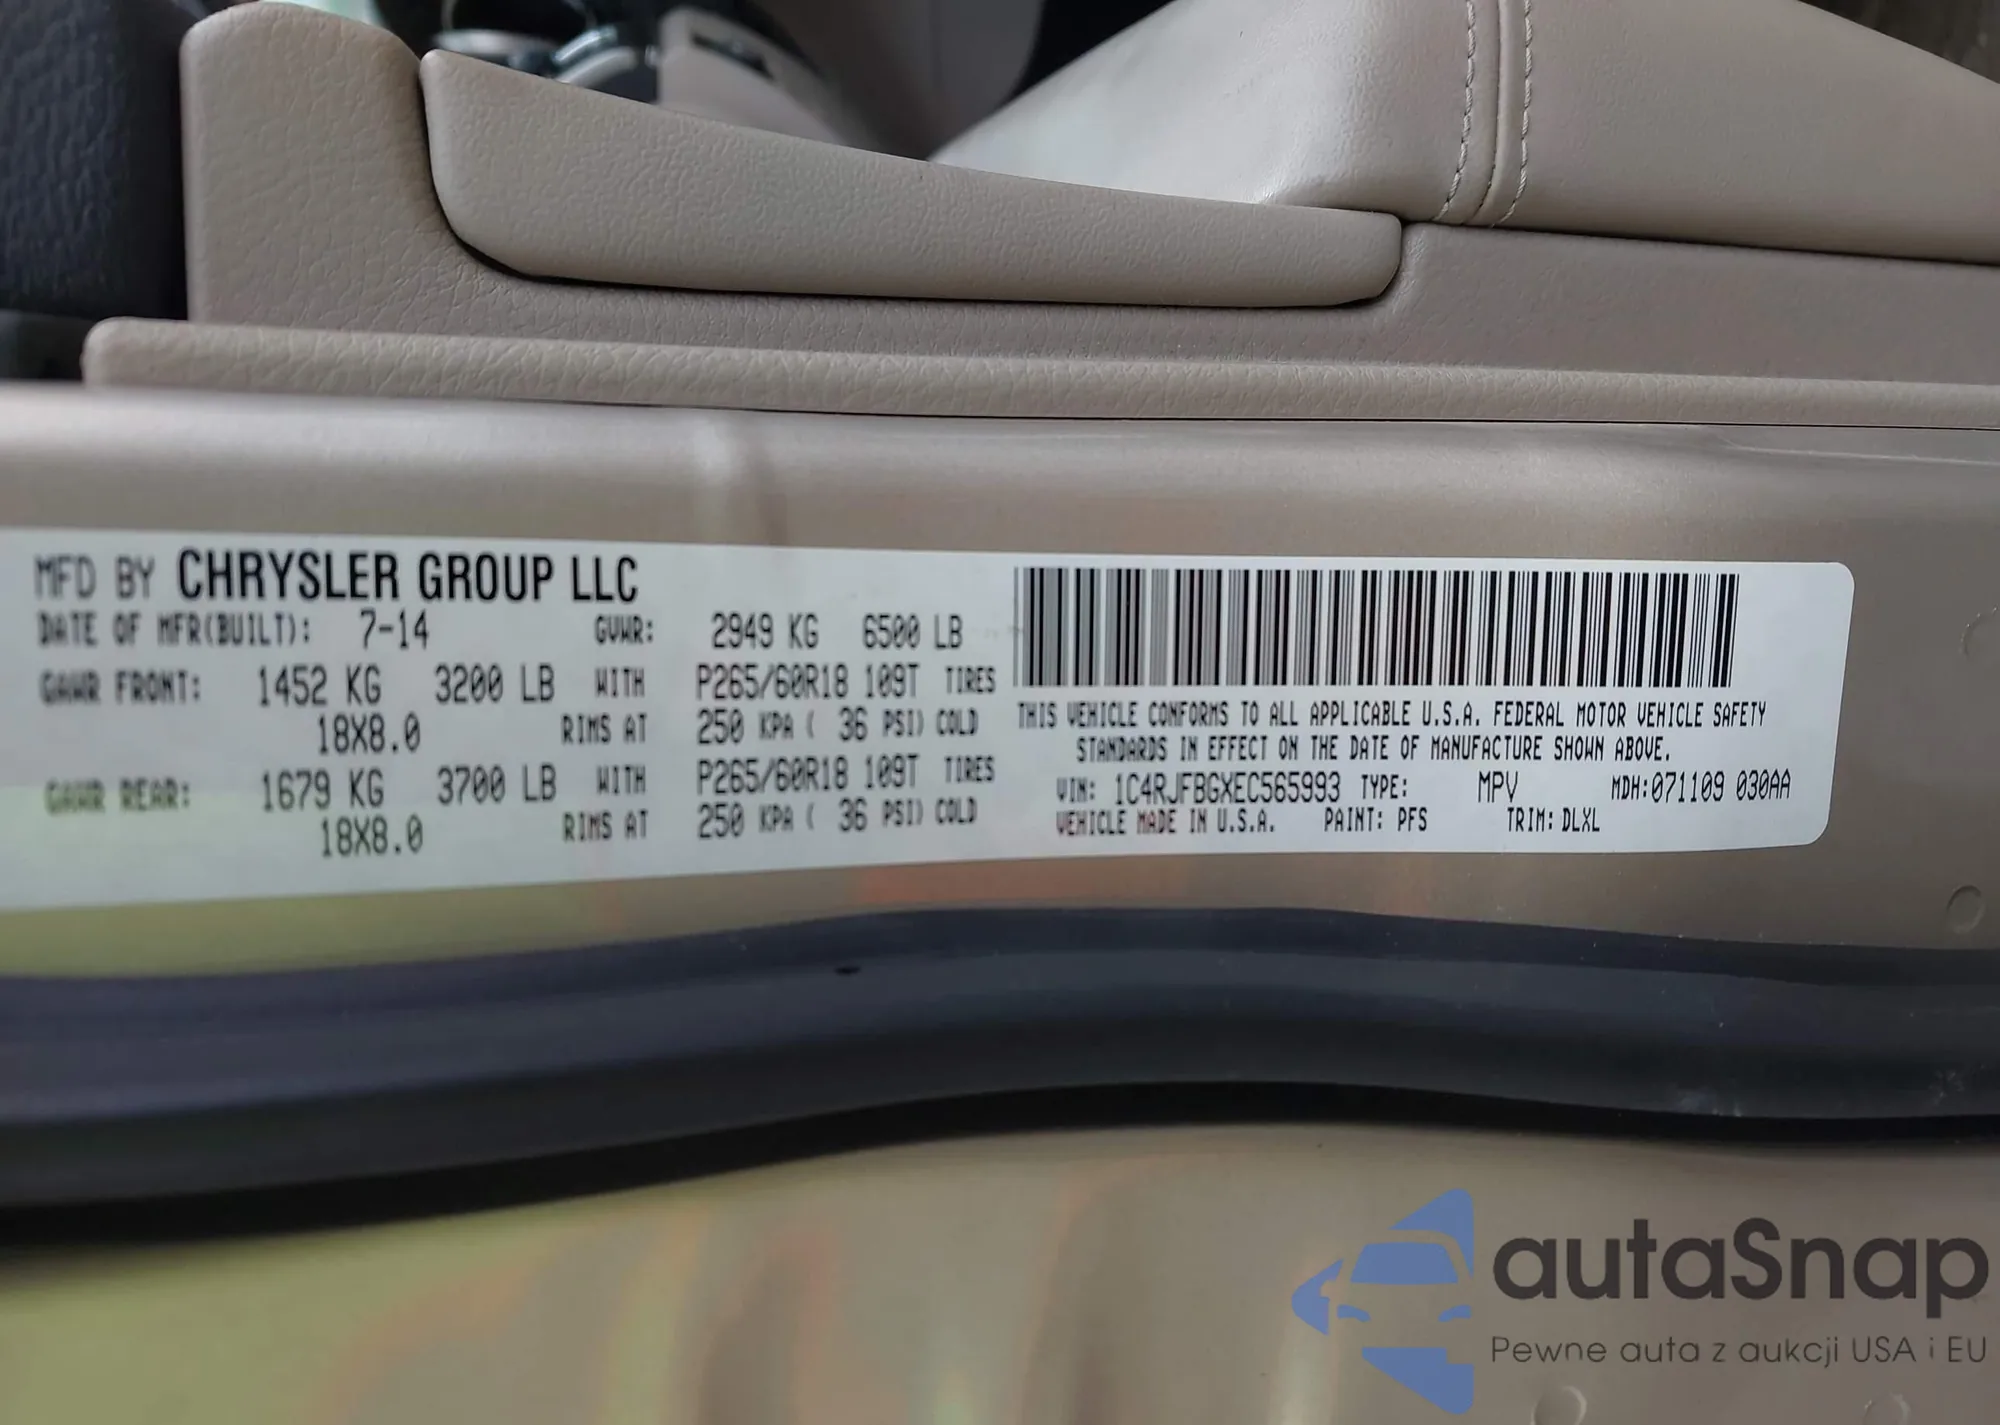 MFD BY CHRYSLER GROUP LLC
DATE OF MFR(BUILT): 7-14 GVWR: 2949 KG 6500 LB
GAWR FRONT: 1452 KG 3200 LB WITH P265/60R18 109T TIRES
18X8.0 RIMS AT 250 KPA ( 36 PSI) COLD
GAWR REAR: 1679 KG 3700 LB WITH P265/60R18 109T TIRES
18X8.0 RIMS AT 250 KPA ( 36 PSI) COLD
THIS VEHICLE CONFORMS TO ALL APPLICABLE U.S.A. FEDERAL MOTOR VEHICLE SAFETY
STANDARDS IN EFFECT ON THE DATE OF MANUFACTURE SHOWN ABOVE.
VIN: 1C4RJFBGXEC565993 TYPE: MPV MDH:071109 030AA
VEHICLE MADE IN U.S.A. PAINT: PFS TRIM: DLXL
autaSnap
Pewne auta z aukcji USA i EU